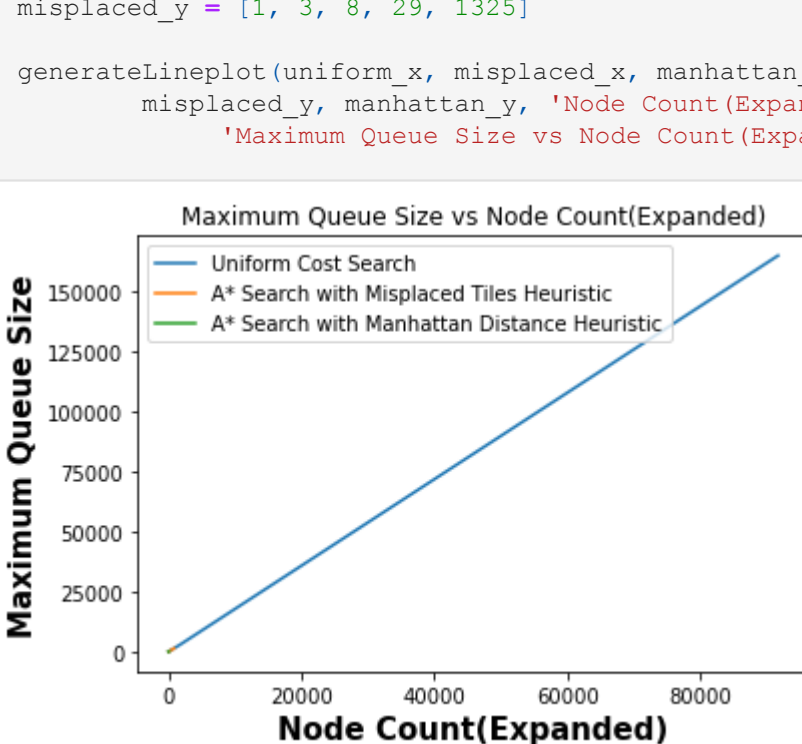 misplaced_y = [1, 3, 8, 29, 1325]
generateLineplot(uniform_x, misplaced_x, manhattan_
misplaced_y, manhattan_y, 'Node Count(Expan
'Maximum Queue Size vs Node Count(Expa
Maximum Queue Size vs Node Count(Expanded)
Uniform Cost Search
A* Search with Misplaced Tiles Heuristic
A* Search with Manhattan Distance Heuristic
Maximum Queue Size
150000
125000
100000
75000
50000
25000
0
0 20000 40000 60000 80000
Node Count(Expanded)